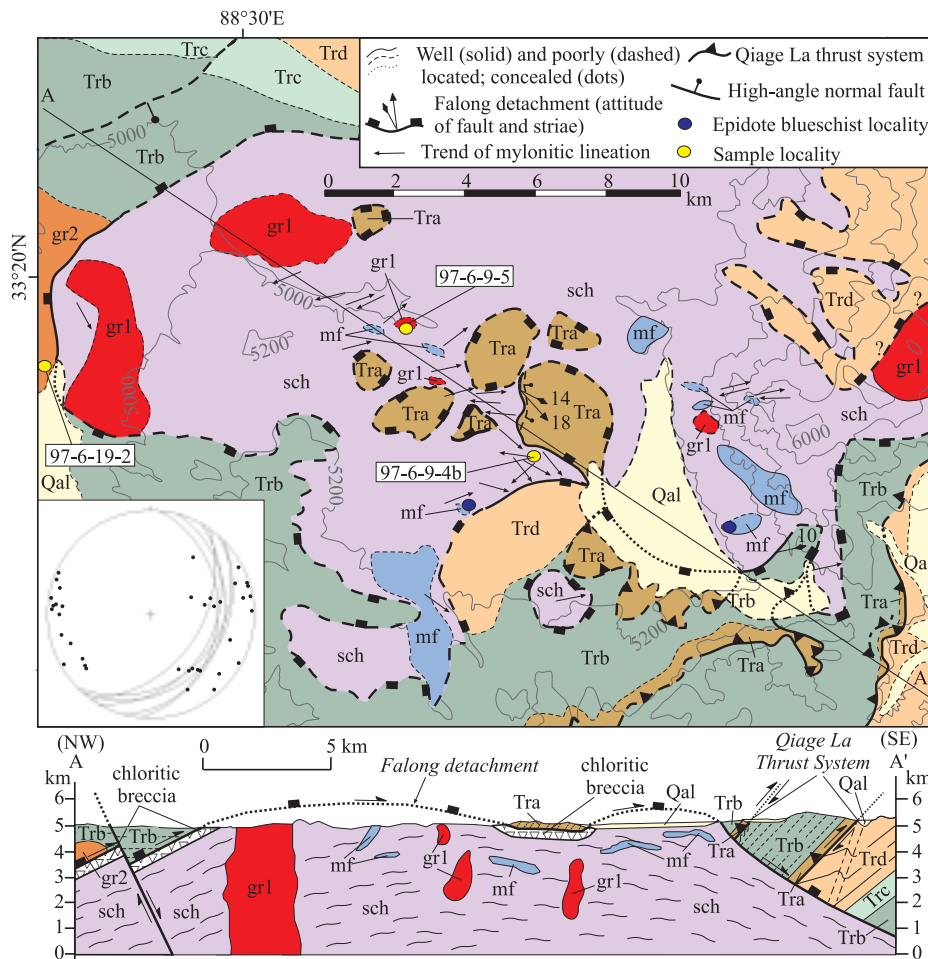 88°30'E
Trc
Trd
Trb
Trc
A
5000
Trb
Well (solid) and poorly (dashed)
located; concealed (dots)
Falong detachment (attitude
of fault and striae)
Trend of mylonitic lineation
Qiage La thrust system
High-angle normal fault
Epidote blueschist locality
Sample locality
0 2 4 6 8 10
km
gr2
gr1
Tra
33°20'N
gr1
97-6-9-5
sch
5000
Trd
?
gr1
5200
mf
Tra
Tra
mf
?
gr1
5000
sch
Tra
gr1
14
18
Tra
Tra
Tra
mf
gr1
sch
6000
97-6-19-2
97-6-9-4b
5200
Trb
Qal
mf
Trb
Qal
mf
Trd
mf
10
Qal
Tra
sch
Trb
Tra
mf
sch
5200
Trb
Tra
Trd
A'
(NW)
A
km
6
5
4
3
2
1
0
0 5 km
chloritic
breccia
Falong detachment
chloritic
breccia
Tra
Qal
(SE)
A'
km
6
5
4
3
2
1
0
Qiage La
Thrust System
Trb
Qal
Trb
Trb
gr2
sch
sch
gr1
mf
gr1
sch
mf
gr1
mf
sch
Tra
Trb
Trd
Trc
Trb